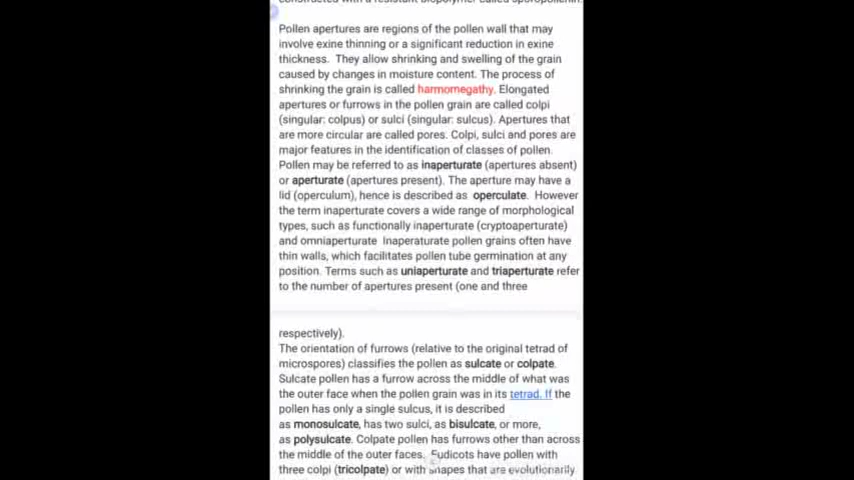 constructed with a resistant biopolymer called sporopollenin.
Pollen apertures are regions of the pollen wall that may
involve exine thinning or a significant reduction in exine
thickness. They allow shrinking and swelling of the grain
caused by changes in moisture content. The process of
shrinking the grain is called harmomegathy. Elongated
apertures or furrows in the pollen grain are called colpi
(singular: colpus) or sulci (singular: sulcus). Apertures that
are more circular are called pores. Colpi, sulci and pores are
major features in the identification of classes of pollen.
Pollen may be referred to as inaperturate (apertures absent)
or aperturate (apertures present). The aperture may have a
lid (operculum), hence is described as operculate. However
the term inaperturate covers a wide range of morphological
types, such as functionally inaperturate (cryptoaperturate)
and omniaperturate Inaperaturate pollen grains often have
thin walls, which facilitates pollen tube germination at any
position. Terms such as uniaperturate and triaperturate refer
to the number of apertures present (one and three
respectively).
The orientation of furrows (relative to the original tetrad of
microspores) classifies the pollen as sulcate or colpate.
Sulcate pollen has a furrow across the middle of what was
the outer face when the pollen grain was in its tetrad. If the
pollen has only a single sulcus, it is described
as monosulcate, has two sulci, as bisulcate, or more,
as polysulcate. Colpate pollen has furrows other than across
the middle of the outer faces. Eudicots have pollen with
three colpi (tricolpate) or with shapes that are evolutionarily